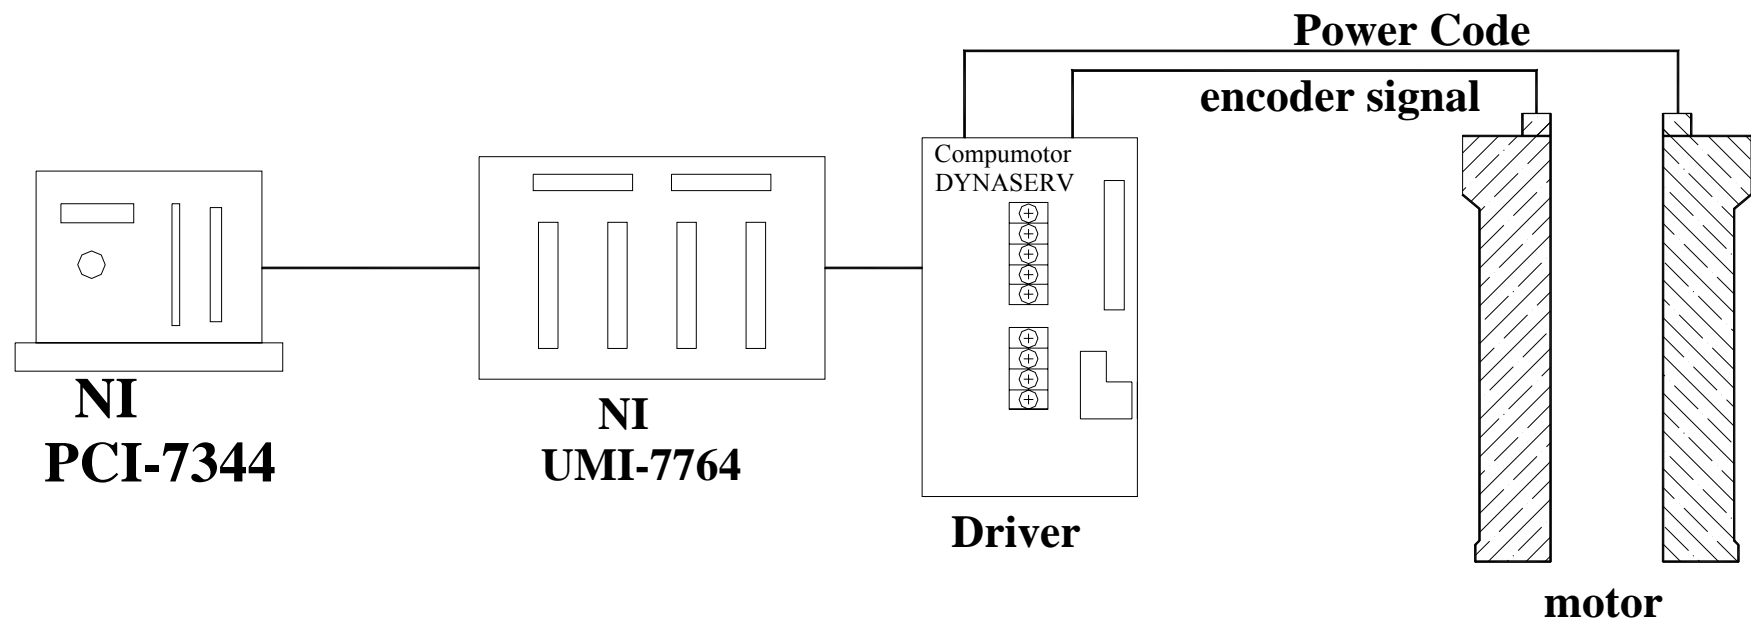 Power Code
encoder signal
Compumotor
DYNASERV
NI
PCI-7344
NI
UMI-7764
Driver
motor